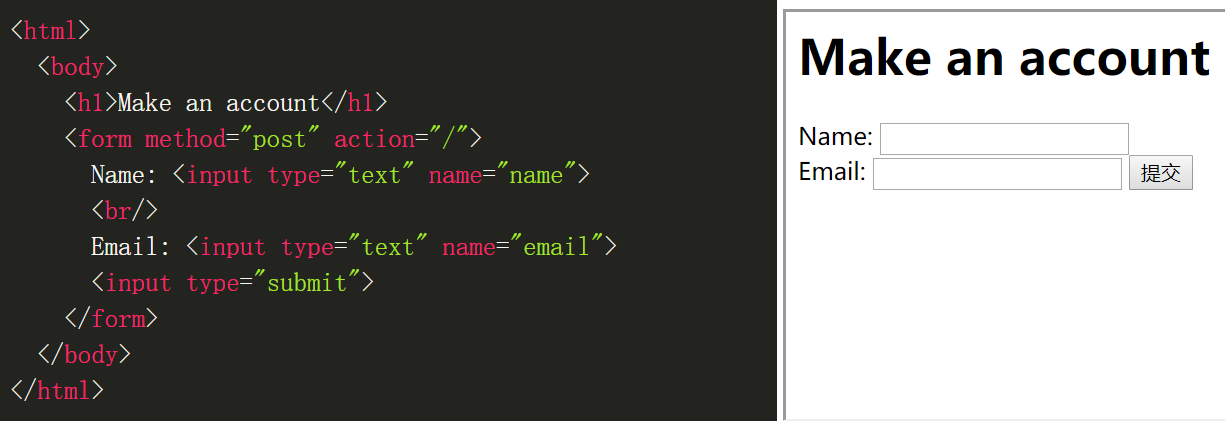 <html>
<body>
<h1>Make an account</h1>
<form method="post" action="/">
Name: <input type="text" name="name">
<br/>
Email: <input type="text" name="email">
<input type="submit">
</form>
</body>
</html>
Make an account
Name:
Email: 提交